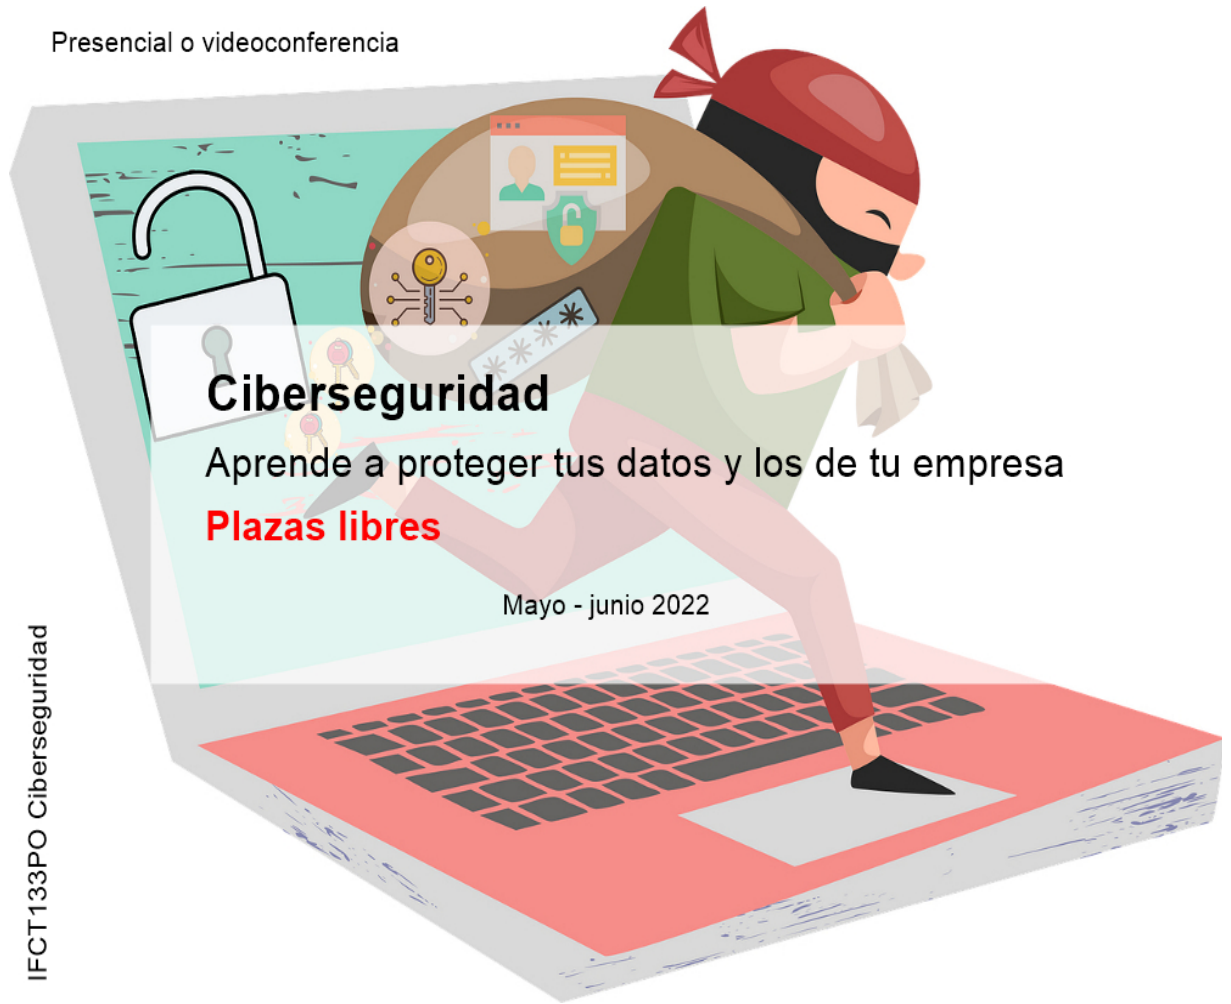 Presencial o videoconferencia
Ciberseguridad
Aprende a proteger tus datos y los de tu empresa
Plazas libres
Mayo - junio 2022
IFCT133PO Ciberseguridad